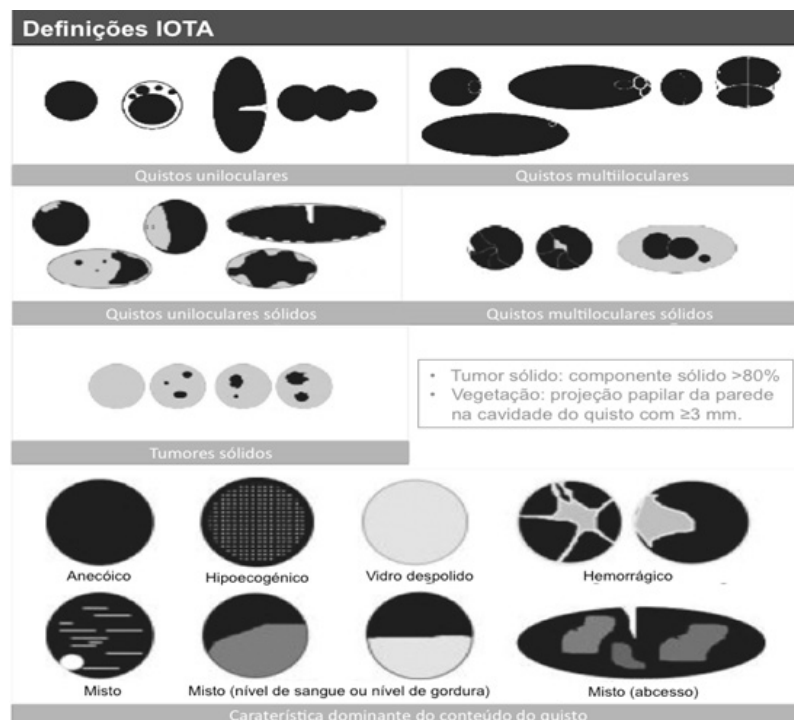 Definições IOTA
Quistos uniloculares
Quistos multiiloculares
Quistos uniloculares sólidos
Quistos multiloculares sólidos
• Tumor sólido: componente sólido >80%
• Vegetação: projeção papilar da parede
na cavidade do quisto com ≥3 mm.
Tumores sólidos
Anecóico
Hipoecogénico
Vidro despolido
Hemorrágico
Misto
Misto (nível de sangue ou nível de gordura)
Misto (abcesso)
Caraterística dominante do conteúdo do quisto